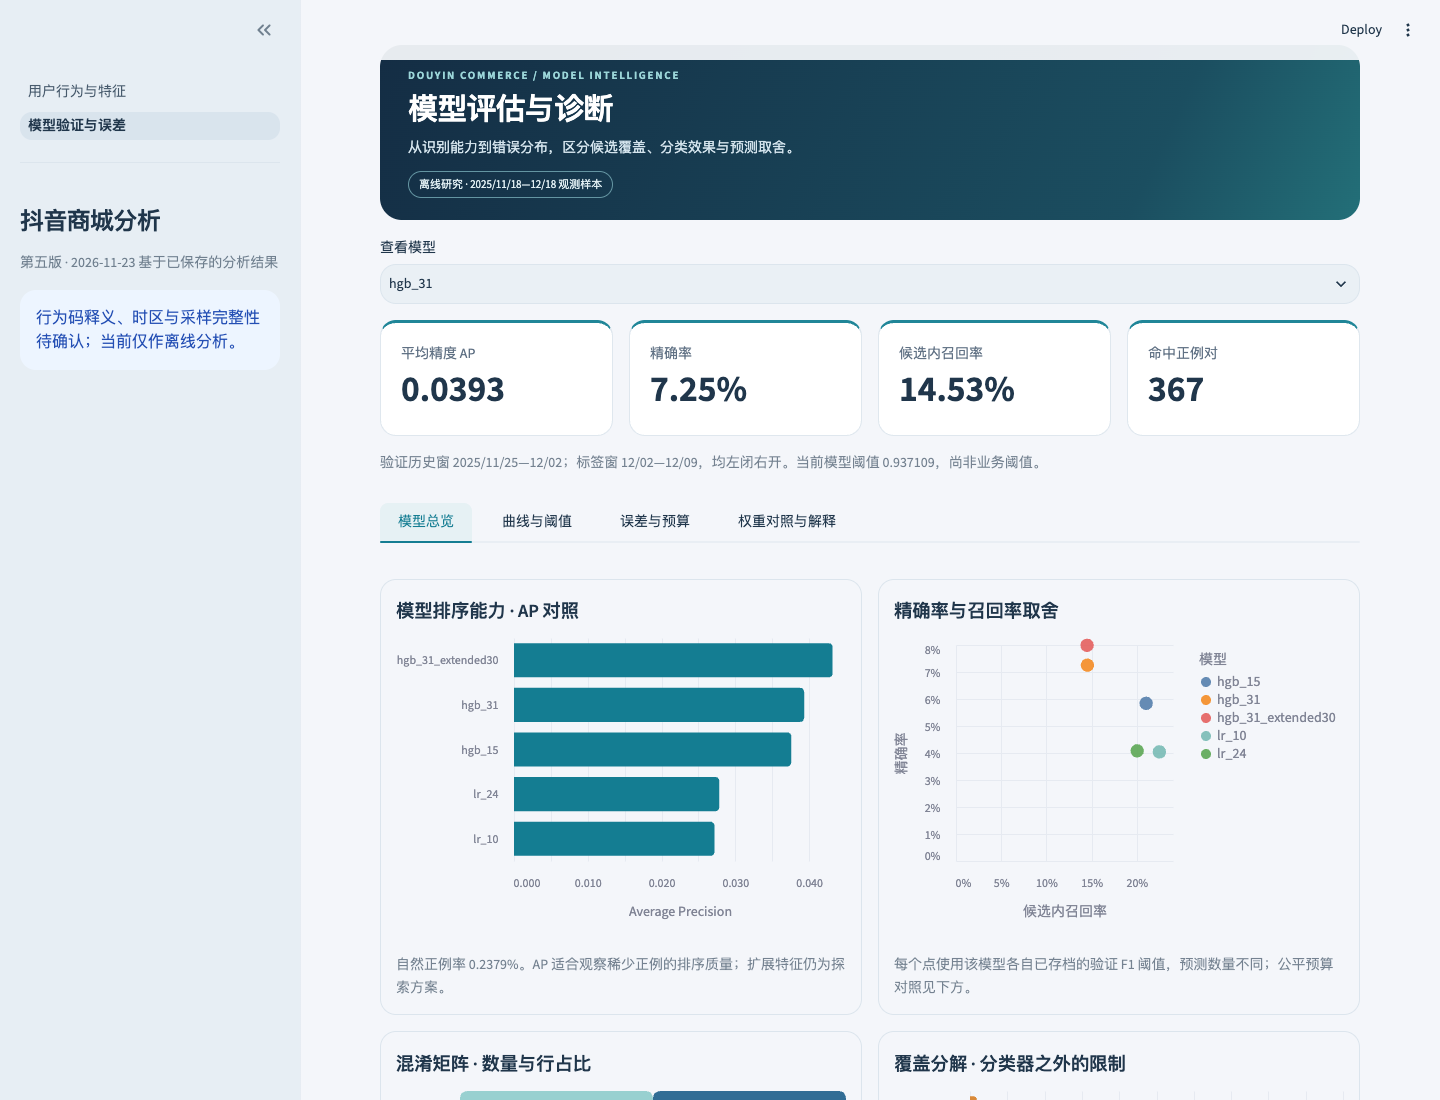 Deploy
用户行为与特征
模型验证与误差
抖音商城分析
第五版 · 2026-11-23 基于已保存的分析结果
行为码释义、时区与采样完整性
待确认；当前仅作离线分析。
DOUYIN COMMERCE / MODEL INTELLIGENCE
模型评估与诊断
从识别能力到错误分布，区分候选覆盖、分类效果与预测取舍。
离线研究 · 2025/11/18—12/18 观测样本
查看模型
hgb_31
平均精度 AP
0.0393
精确率
7.25%
候选内召回率
14.53%
命中正例对
367
验证历史窗 2025/11/25—12/02；标签窗 12/02—12/09，均左闭右开。当前模型阈值 0.937109，尚非业务阈值。
模型总览
曲线与阈值
误差与预算
权重对照与解释
模型排序能力 · AP 对照
hgb_31_extended30
hgb_31
hgb_15
lr_24
lr_10
0.000
0.010
0.020
0.030
0.040
Average Precision
自然正例率 0.2379%。AP 适合观察稀少正例的排序质量；扩展特征仍为探
索方案。
精确率与召回率取舍
8%
7%
6%
5%
4%
3%
2%
1%
0%
精确率
0%
5%
10%
15%
20%
候选内召回率
模型
hgb_15
hgb_31
hgb_31_extended30
lr_10
lr_24
每个点使用该模型各自已存档的验证 F1 阈值，预测数量不同；公平预算
对照见下方。
混淆矩阵 · 数量与行占比
覆盖分解 · 分类器之外的限制